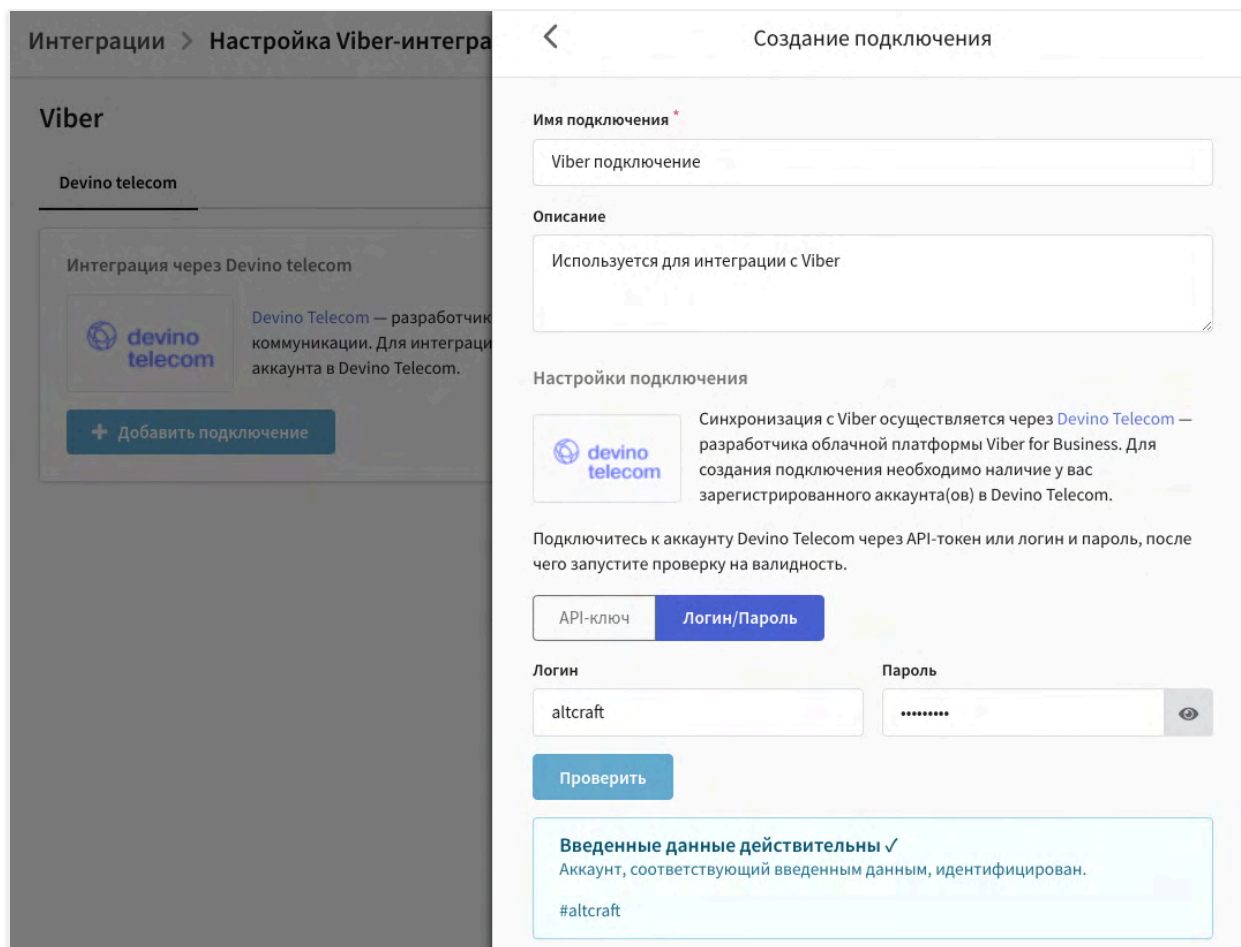 Интеграции > Настройка Viber-интегра
Viber
Devino telecom
Интеграция через Devino telecom
devino
telecom
Devino Telecom — разработчик
коммуникации. Для интеграци
аккаунта в Devino Telecom.
+ Добавить подключение
Создание подключения
Имя подключения *
Viber подключение
Описание
Используется для интеграции с Viber
Настройки подключения
devino
telecom
Синхронизация с Viber осуществляется через Devino Telecom —
разработчика облачной платформы Viber for Business. Для
создания подключения необходимо наличие у вас
зарегистрированного аккаунта(ов) в Devino Telecom.
Подключитесь к аккаунту Devino Telecom через API-токен или логин и пароль, после
чего запустите проверку на валидность.
API-ключ Логин/Пароль
Логин Пароль
altcraft •••••••••
Проверить
Введенные данные действительны ✓
Аккаунт, соответствующий введенным данным, идентифицирован.
#altcraft